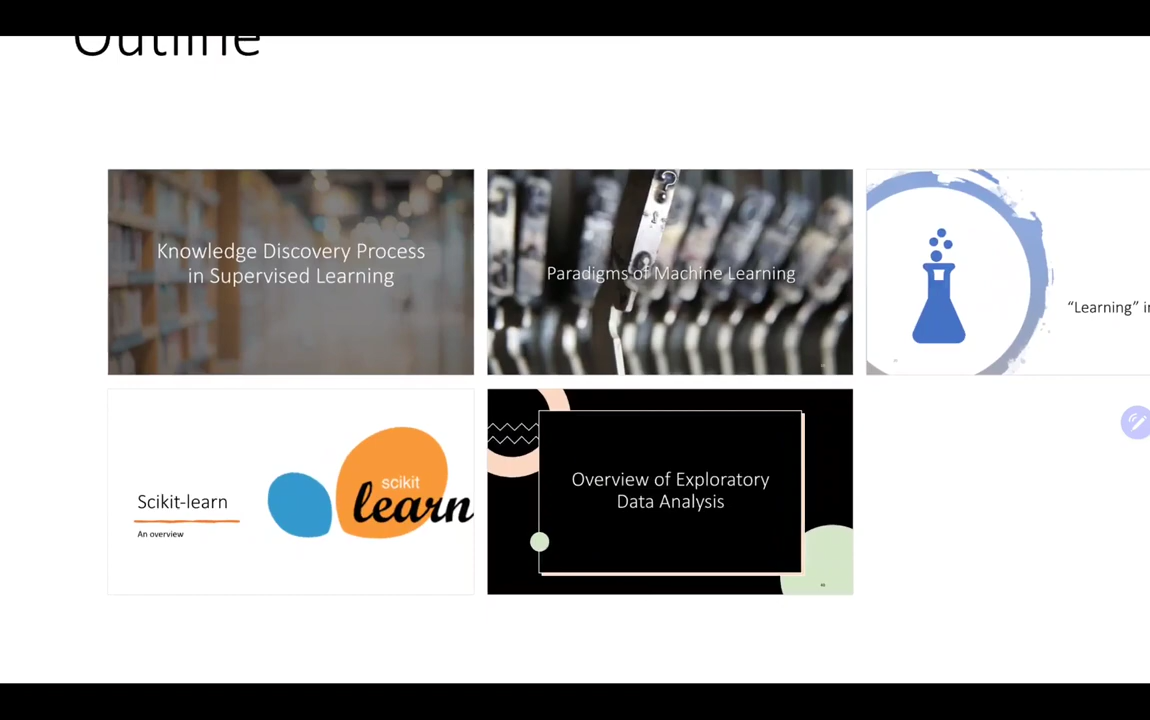 Outline
Knowledge Discovery Process
in Supervised Learning
Paradigms of Machine Learning
"Learning" i
Scikit-learn
An overview
scikit
learn
Overview of Exploratory
Data Analysis